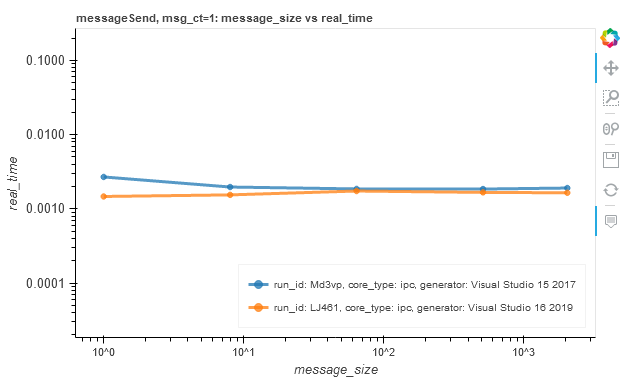 messageSend, msg_ct=1: message_size vs real_time
0.1000
0.0100
real_time
0.0010
0.0001
run_id: Md3vp, core_type: ipc, generator: Visual Studio 15 2017
run_id: LJ461, core_type: ipc, generator: Visual Studio 16 2019
10^0
10^1
10^2
10^3
message_size